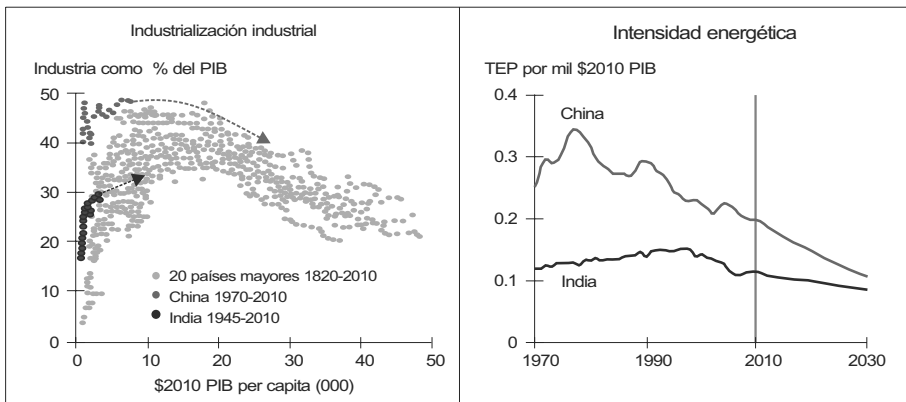 Industrialización industrial
Industria como % del PIB
50
40
30
20
10
0
20 países mayores 1820-2010
China 1970-2010
India 1945-2010
0 10 20 30 40 50
$2010 PIB per capita (000)
Intensidad energética
TEP por mil $2010 PIB
0.4
China
0.3
0.2
0.1
India
0
1970 1990 2010 2030